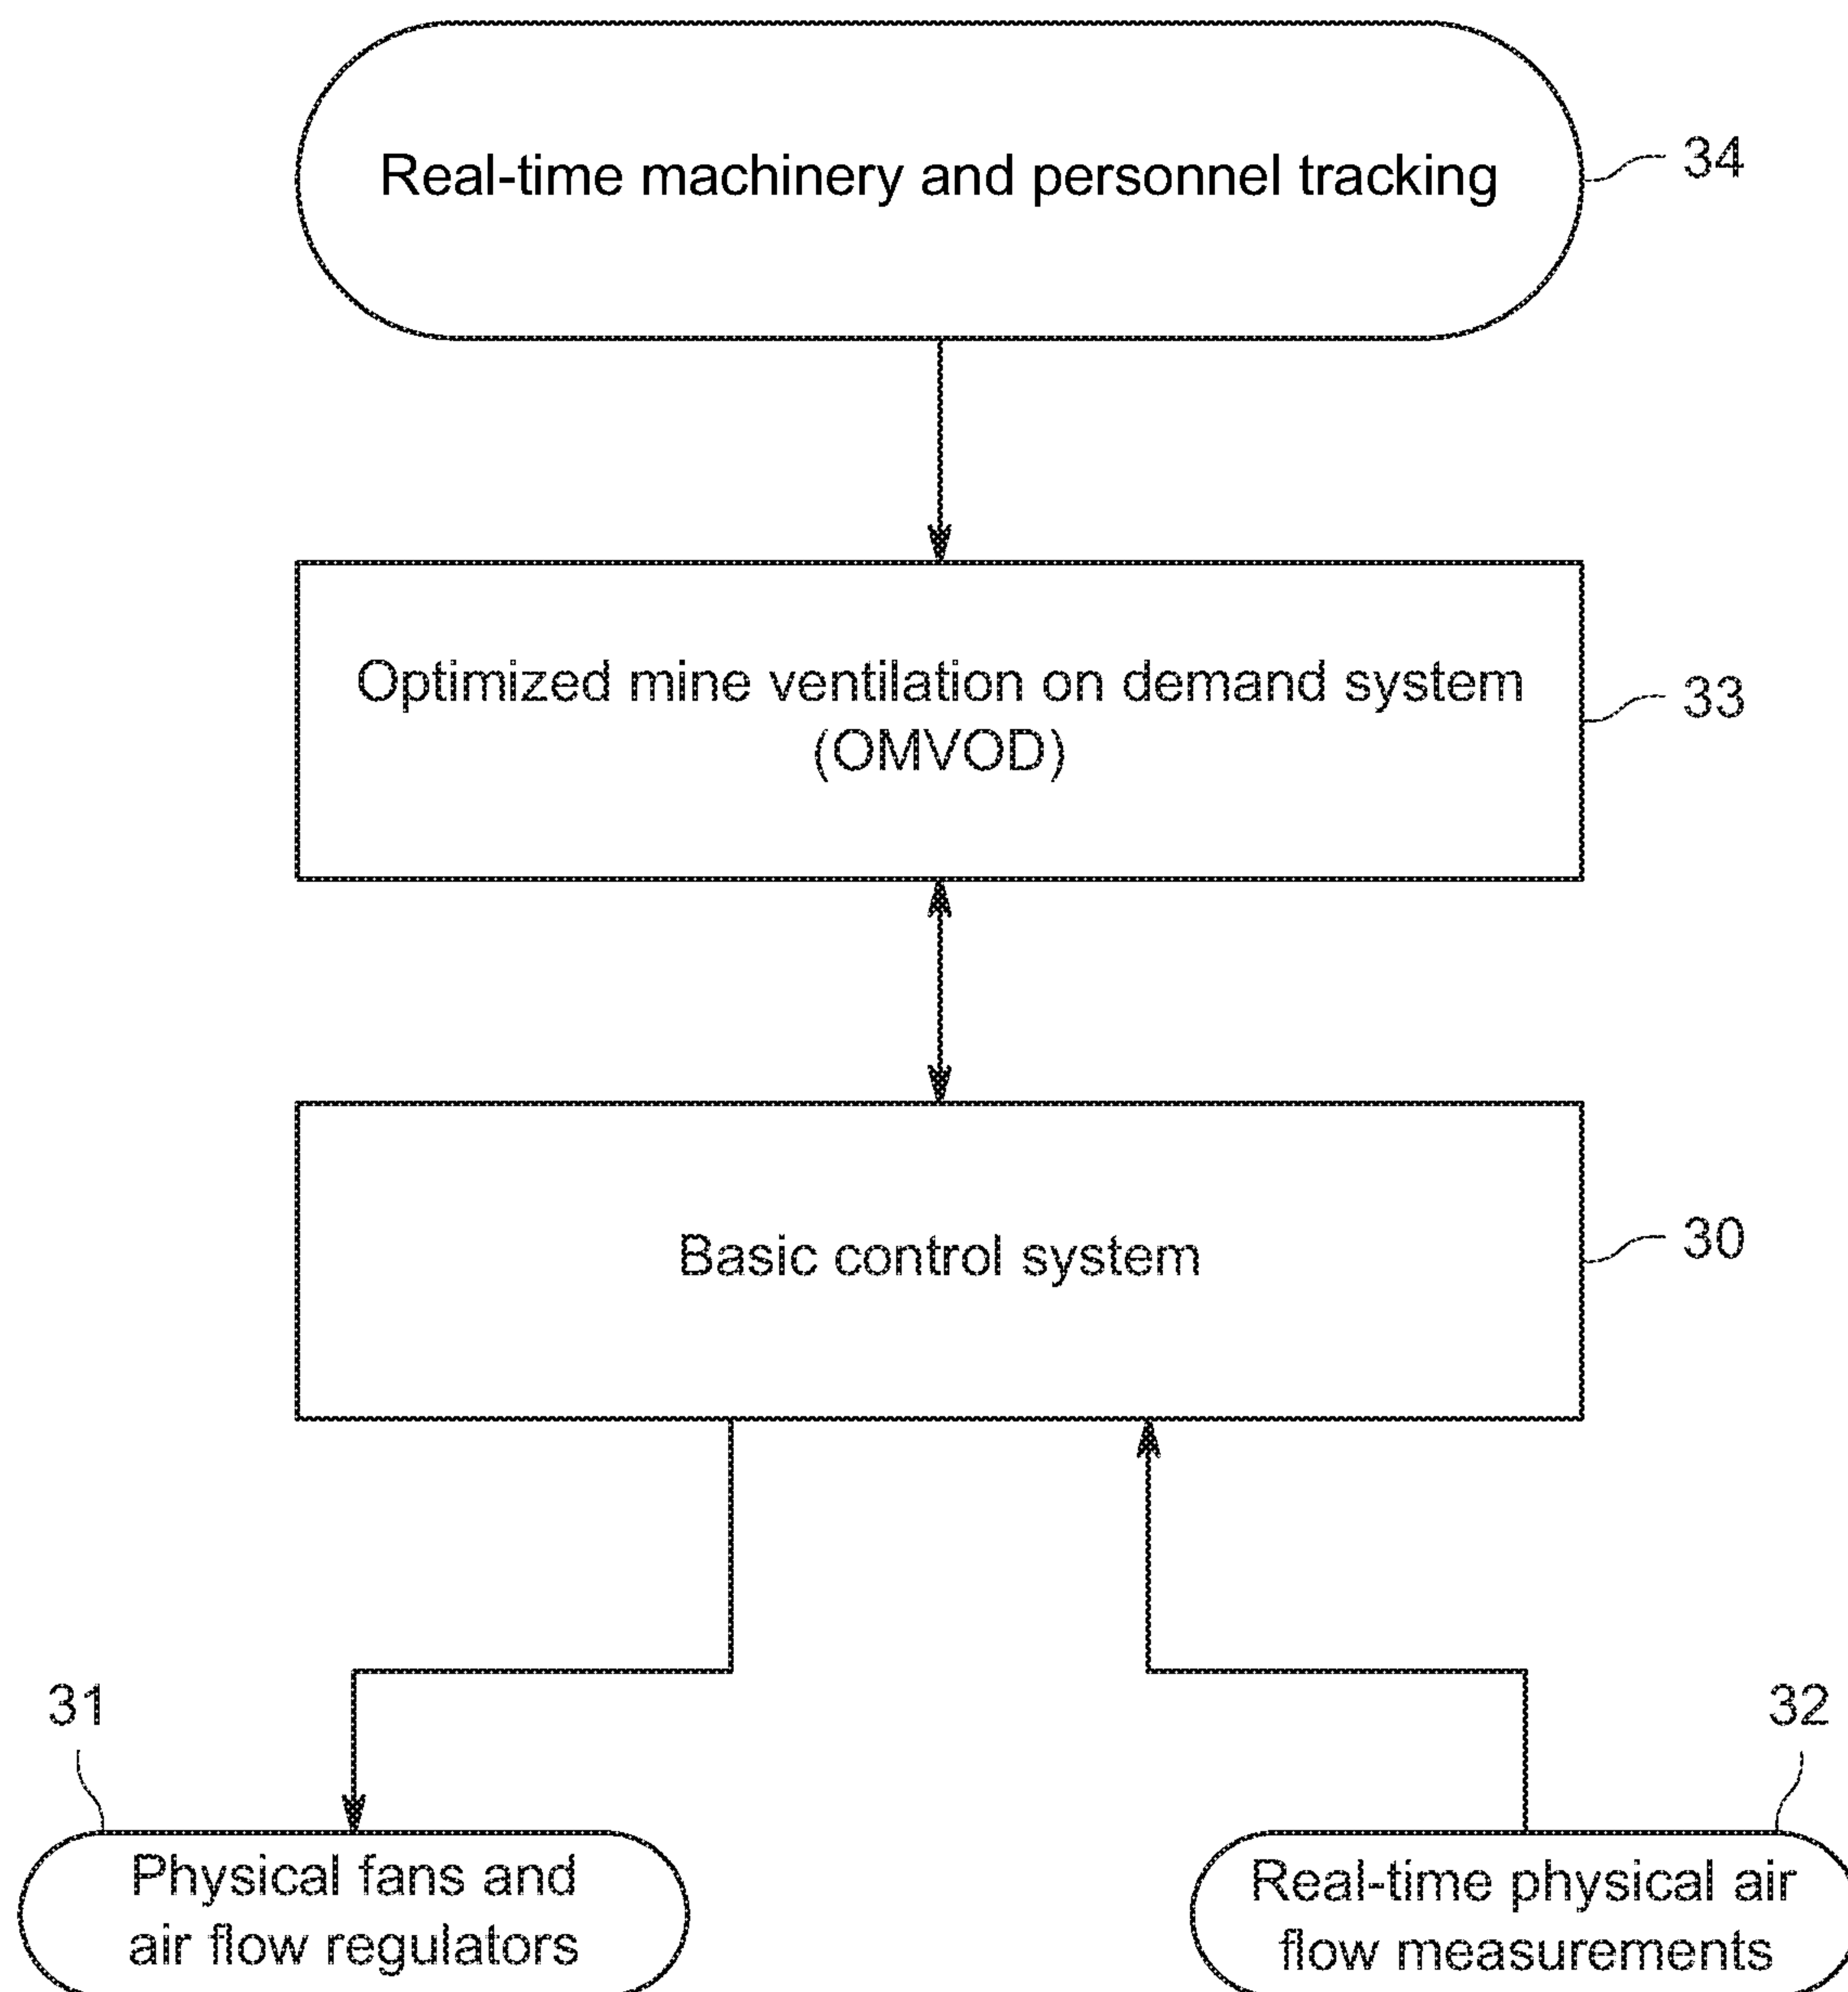 Real-time machinery and personnel tracking
34
Optimized mine ventilation on demand system
(OMVOD)
33
Basic control system
30
31
32
Physical fans and
air flow regulators
Real-time physical air
flow measurements